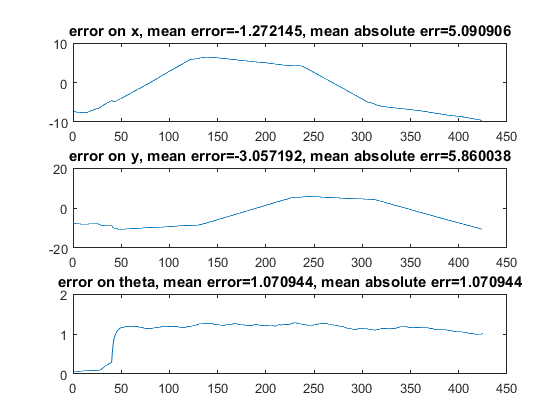 error on x, mean error=-1.272145, mean absolute err=5.090906
10
0
-10
0 50 100 150 200 250 300 350 400 450
error on y, mean error=-3.057192, mean absolute err=5.860038
20
0
-20
0 50 100 150 200 250 300 350 400 450
error on theta, mean error=1.070944, mean absolute err=1.070944
2
1
0
0 50 100 150 200 250 300 350 400 450